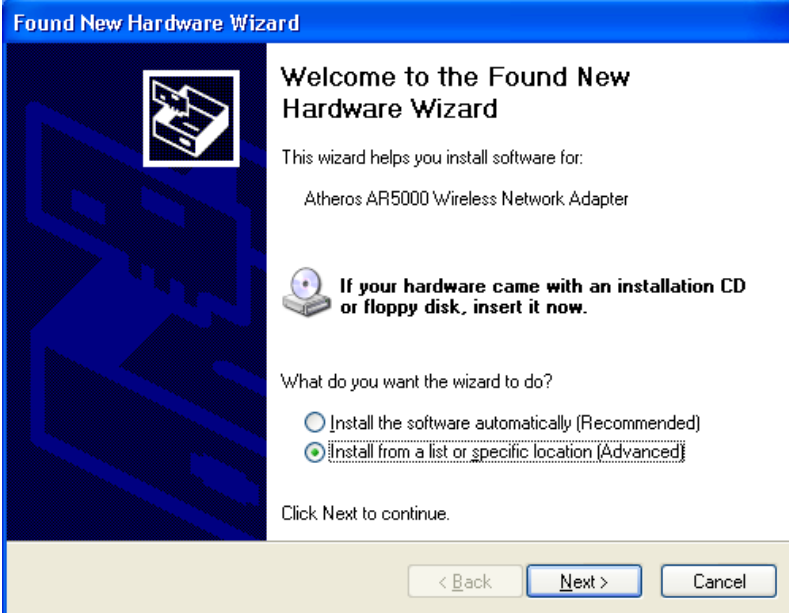 Found New Hardware Wizard
Welcome to the Found New
Hardware Wizard
This wizard helps you install software for:
Atheros AR5000 Wireless Network Adapter
If your hardware came with an installation CD
or floppy disk, insert it now.
What do you want the wizard to do?
Install the software automatically (Recommended)
Install from a list or specific location (Advanced)
Click Next to continue.
< Back Next > Cancel